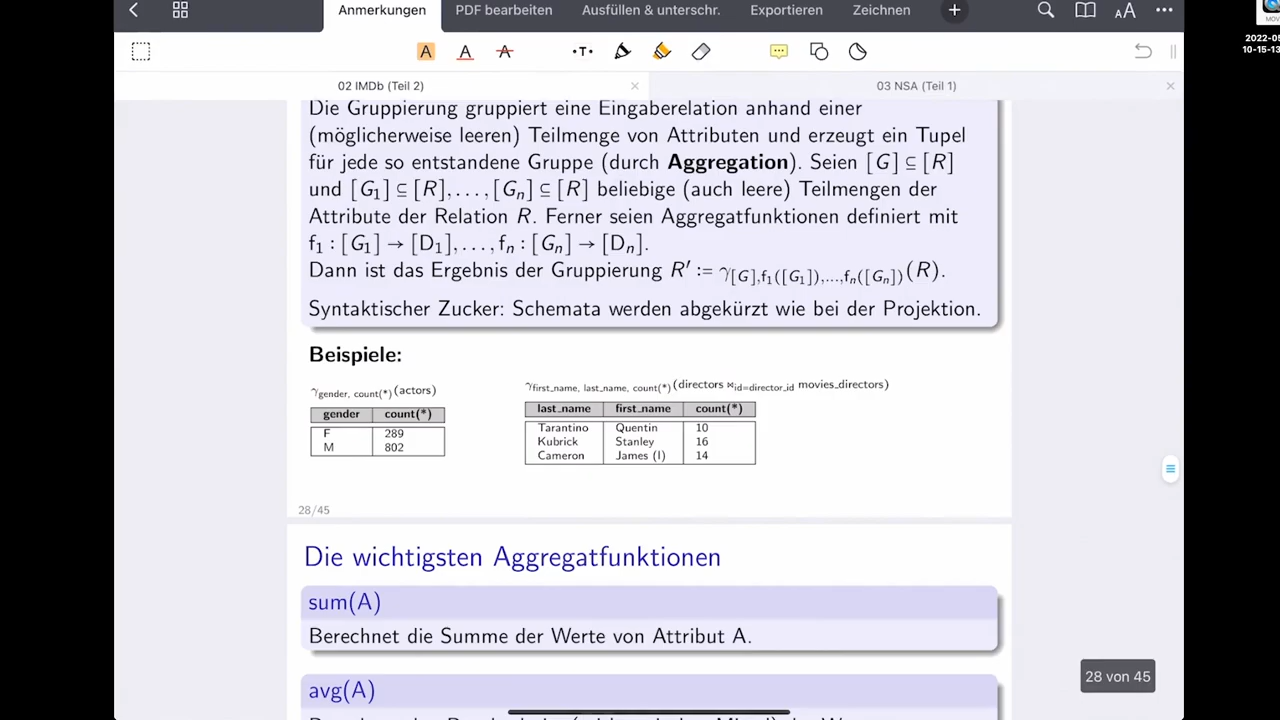 Anmerkungen PDF bearbeiten Ausfüllen & unterschr. Exportieren Zeichnen
2022-05
10-15-13
02 IMDb (Teil 2) 03 NSA (Teil 1)
Die Gruppierung gruppiert eine Eingaberelation anhand einer
(möglicherweise leeren) Teilmenge von Attributen und erzeugt ein Tupel
für jede so entstandene Gruppe (durch Aggregation). Seien [G] ⊆ [R]
und [G₁] ⊆ [R], . . . , [Gₙ] ⊆ [R] beliebige (auch leere) Teilmengen der
Attribute der Relation R. Ferner seien Aggregatfunktionen definiert mit
f₁ : [G₁] → [D₁], . . . , fₙ : [Gₙ] → [Dₙ].
Dann ist das Ergebnis der Gruppierung R′ := γ[G],f₁([G₁]),...,fₙ([Gₙ])(R).
Syntaktischer Zucker: Schemata werden abgekürzt wie bei der Projektion.
Beispiele:
γgender, count(*)(actors)
gender count(*)
F 289
M 802
γfirst_name, last_name, count(*)(directors ⋈id=director_id movies_directors)
last_name first_name count(*)
Tarantino Quentin 10
Kubrick Stanley 16
Cameron James (I) 14
28/45
Die wichtigsten Aggregatfunktionen
sum(A)
Berechnet die Summe der Werte von Attribut A.
avg(A)
28 von 45